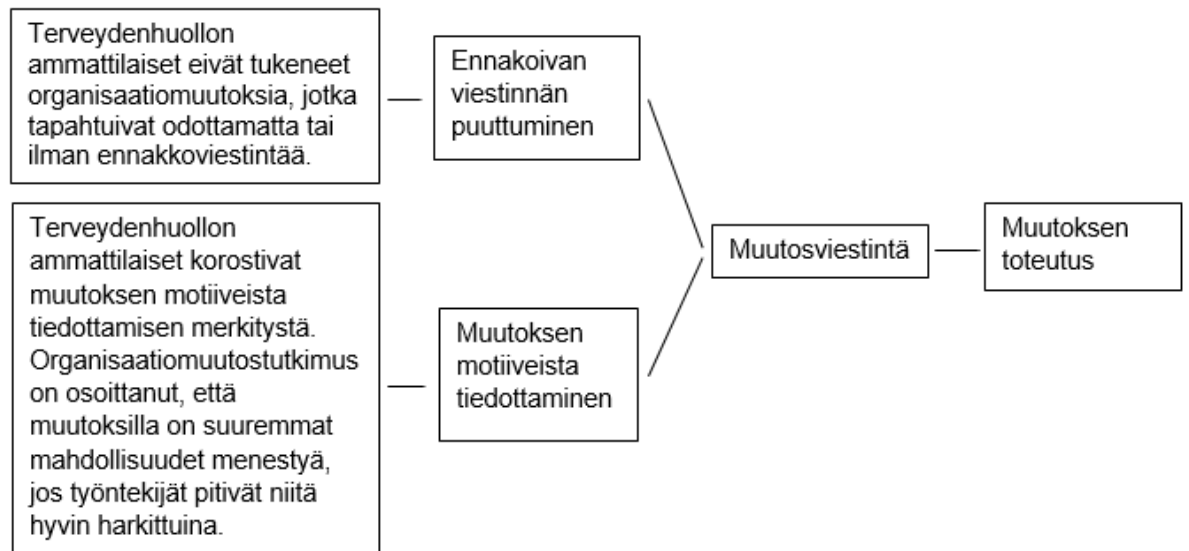 Terveydenhuollon
ammattilaiset eivät tukeneet
organisaatiomuutoksia, jotka
tapahtuivat odottamatta tai
ilman ennakkoviestintää.
Ennakoivan
viestinnän
puuttuminen
Terveydenhuollon
ammattilaiset korostivat
muutoksen motiiveista
tiedottamisen merkitystä.
Organisaatiomuutostutkimus
on osoittanut, että
muutoksilla on suuremmat
mahdollisuudet menestyä,
jos työntekijät pitivät niitä
hyvin harkittuina.
Muutoksen
motiiveista
tiedottaminen
Muutosviestintä
Muutoksen
toteutus